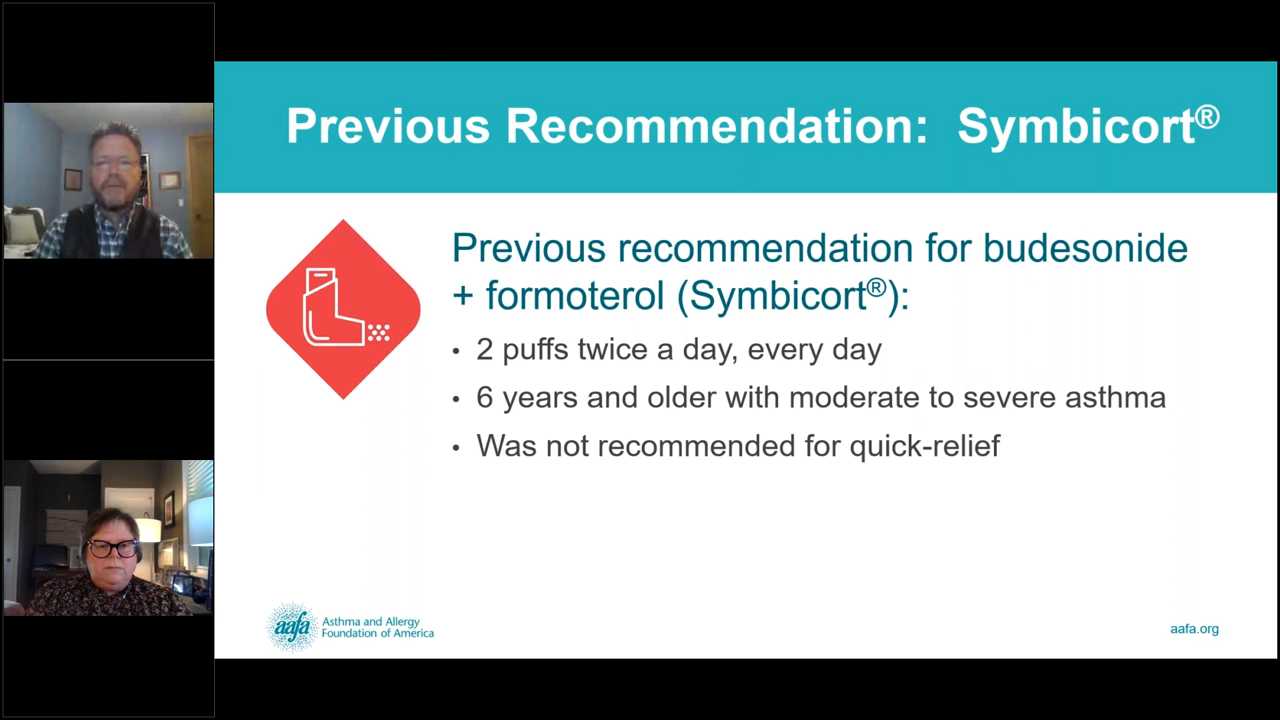 Previous Recommendation: Symbicort®
Previous recommendation for budesonide
+ formoterol (Symbicort®):
• 2 puffs twice a day, every day
• 6 years and older with moderate to severe asthma
• Was not recommended for quick-relief
aafa
Asthma and Allergy
Foundation of America
aafa.org